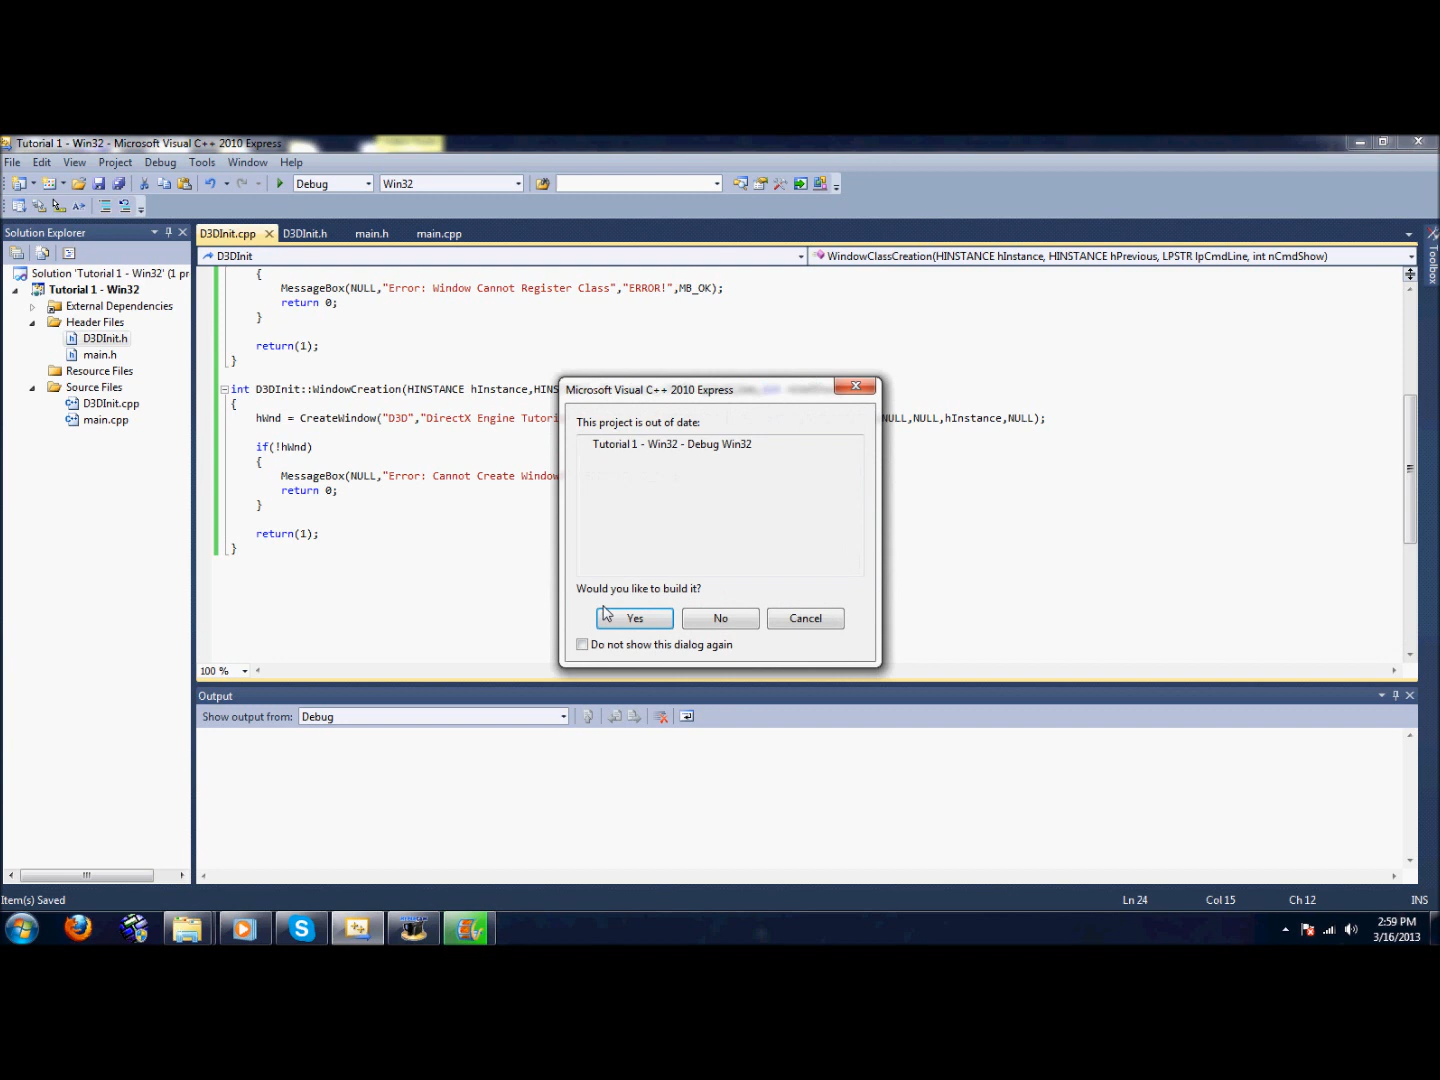 Tutorial 1 - Win32 - Microsoft Visual C++ 2010 Express
File Edit View Project Debug Tools Window Help
Debug Win32
Solution Explorer
D3DInit.cpp D3DInit.h main.h main.cpp
D3DInit WindowClassCreation(HINSTANCE hInstance, HINSTANCE hPrevious, LPSTR lpCmdLine, int nCmdShow)
Toolbox
Solution 'Tutorial 1 - Win32' (1 pr
Tutorial 1 - Win32
External Dependencies
Header Files
D3DInit.h
main.h
Resource Files
Source Files
D3DInit.cpp
main.cpp
{
MessageBox(NULL,"Error: Window Cannot Register Class","ERROR!",MB_OK);
return 0;
}
return(1);
}
int D3DInit::WindowCreation(HINSTANCE hInstance,HINS
{
hWnd = CreateWindow("D3D","DirectX Engine Tutori NULL,NULL,hInstance,NULL);
if(!hWnd)
{
MessageBox(NULL,"Error: Cannot Create Window
return 0;
}
return(1);
}
Microsoft Visual C++ 2010 Express
This project is out of date:
Tutorial 1 - Win32 - Debug Win32
Would you like to build it?
Yes No Cancel
Do not show this dialog again
100 %
Output
Show output from: Debug
Item(s) Saved Ln 24 Col 15 Ch 12 INS
2:59 PM
3/16/2013